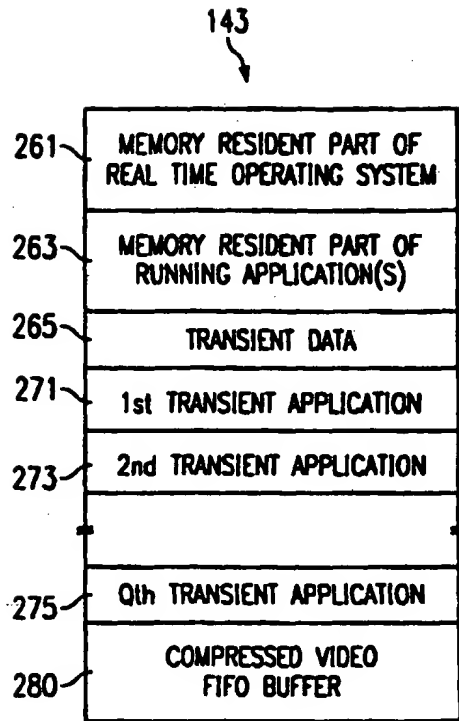 143
261 MEMORY RESIDENT PART OF
REAL TIME OPERATING SYSTEM
263 MEMORY RESIDENT PART OF
RUNNING APPLICATION(S)
265 TRANSIENT DATA
271 1st TRANSIENT APPLICATION
273 2nd TRANSIENT APPLICATION
275 Qth TRANSIENT APPLICATION
280 COMPRESSED VIDEO
FIFO BUFFER